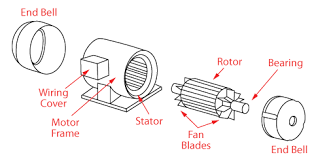 End Bell
Rotor
Bearing
Wiring
Cover
Motor
Frame
Stator
Fan
Blades
End Bell